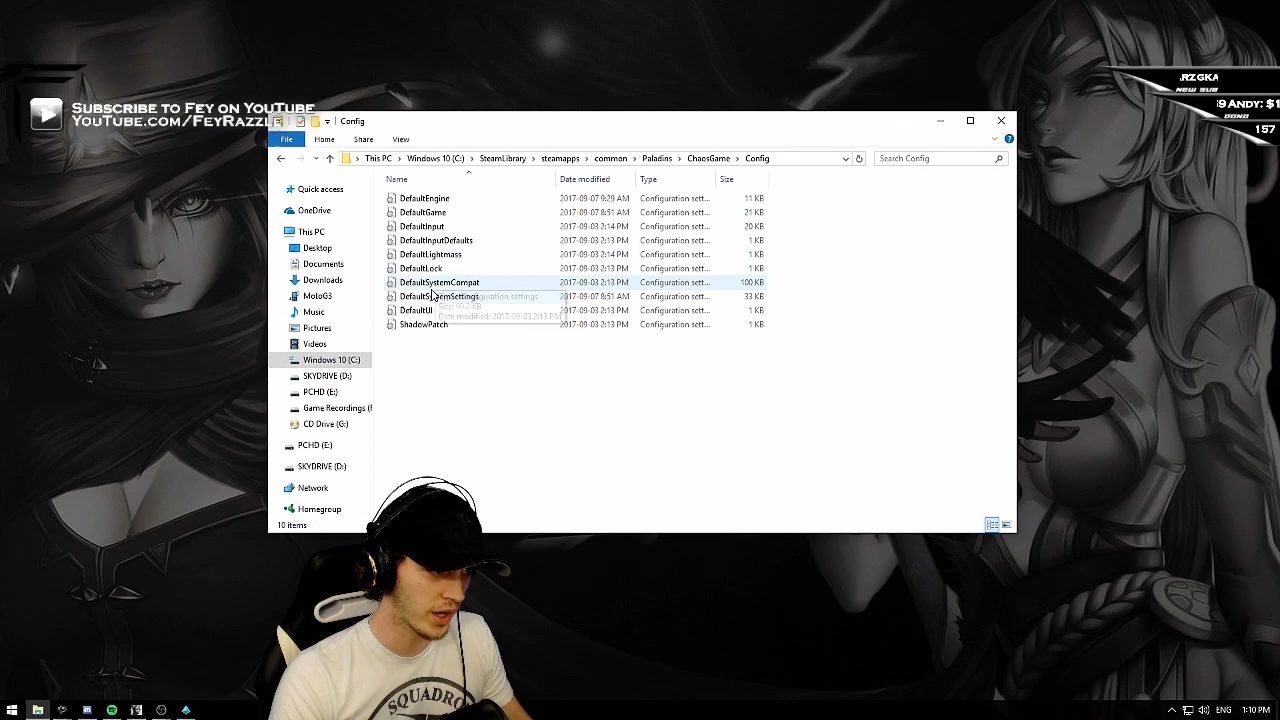 Subscribe to Fey on YouTube
YouTube.com/FeyRazzle
RZGKA
NEW SUB
9 ANDY: $1
DONO
157
Config
File Home Share View
This PC Windows 10 (C:) SteamLibrary steamapps common Paladins ChaosGame Config
Search Config
Name Date modified Type Size
Quick access
OneDrive
This PC
Desktop
Documents
Downloads
MotoG3
Music
Pictures
Videos
Windows 10 (C:)
SKYDRIVE (D:)
PCHD (E:)
Game Recordings (F
CD Drive (G:)
PCHD (E:)
SKYDRIVE (D:)
Network
Homegroup
DefaultEngine 2017-09-07 9:29 AM Configuration sett... 11 KB
DefaultGame 2017-09-07 8:51 AM Configuration sett... 21 KB
DefaultInput 2017-09-03 2:14 PM Configuration sett... 20 KB
DefaultInputDefaults 2017-09-03 2:13 PM Configuration sett... 1 KB
DefaultLightmass 2017-09-03 2:14 PM Configuration sett... 1 KB
DefaultLock 2017-09-03 2:13 PM Configuration sett... 1 KB
DefaultSystemCompat 2017-09-03 2:13 PM Configuration sett... 100 KB
DefaultSystemSettings 2017-09-07 8:51 AM Configuration sett... 33 KB
DefaultUI 2017-09-03 2:13 PM Configuration sett... 1 KB
ShadowPatch 2017-09-03 2:13 PM Configuration sett... 1 KB
Date modified: 2017-09-03 2:13 PM
10 items
SQUADRO
ENG 1:10 PM